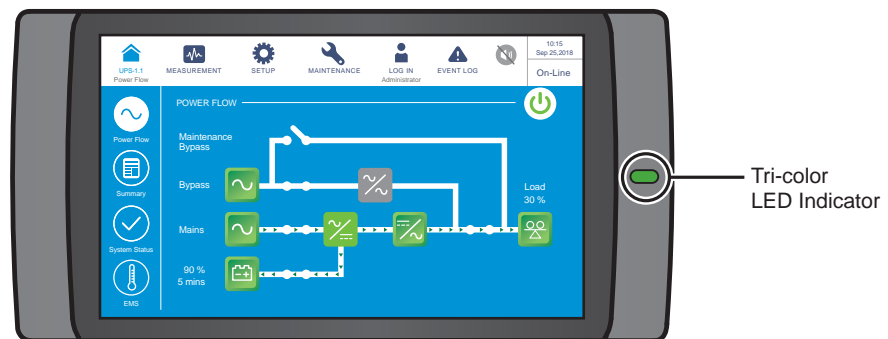 UPS-1.1
Power Flow
MEASUREMENT
SETUP
MAINTENANCE
LOG IN
Administrator
EVENT LOG
10:15
Sep 25,2018
On-Line
Power Flow
Summary
System Status
EMS
POWER FLOW
Maintenance
Bypass
Bypass
Mains
90 %
5 mins
Load
30 %
Tri-color
LED Indicator